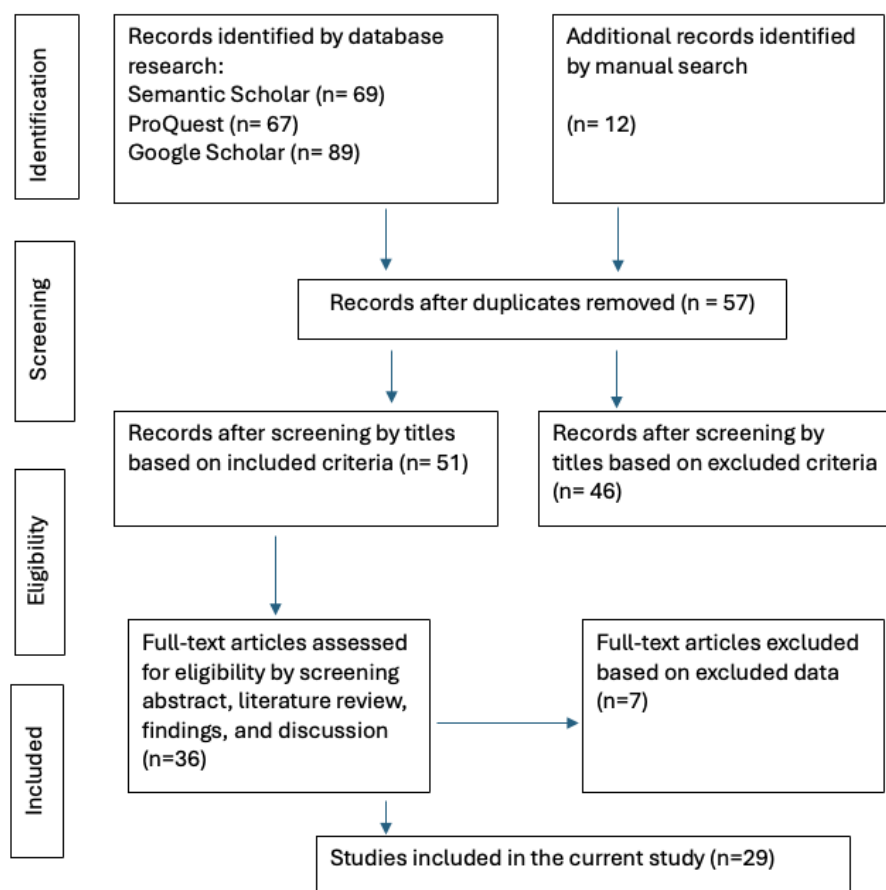 Identification
Records identified by database
research:
Semantic Scholar (n= 69)
ProQuest (n= 67)
Google Scholar (n= 89)
Additional records identified
by manual search
(n= 12)
Screening
Records after duplicates removed (n = 57)
Records after screening by titles
based on included criteria (n= 51)
Records after screening by
titles based on excluded criteria
(n= 46)
Eligibility
Full-text articles assessed
for eligibility by screening
abstract, literature review,
findings, and discussion
(n=36)
Full-text articles excluded
based on excluded data
(n=7)
Included
Studies included in the current study (n=29)